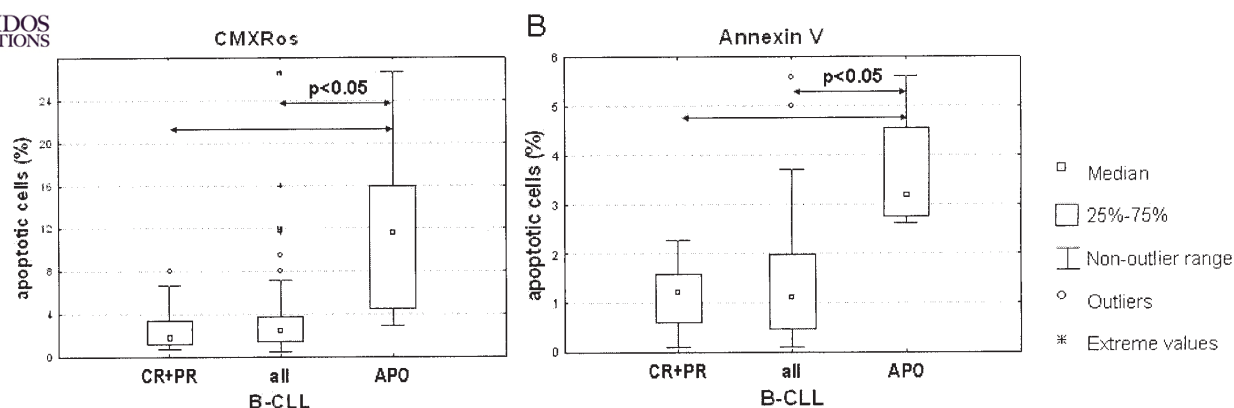 IDOS
TIONS
CMXRos
apoptotic cells (%)
24
20
16
12
8
4
0
p<0.05
CR+PR all APO
B-CLL
B
Annexin V
apoptotic cells (%)
6
5
4
3
2
1
0
p<0.05
CR+PR all APO
B-CLL
Median
25%-75%
Non-outlier range
Outliers
Extreme values